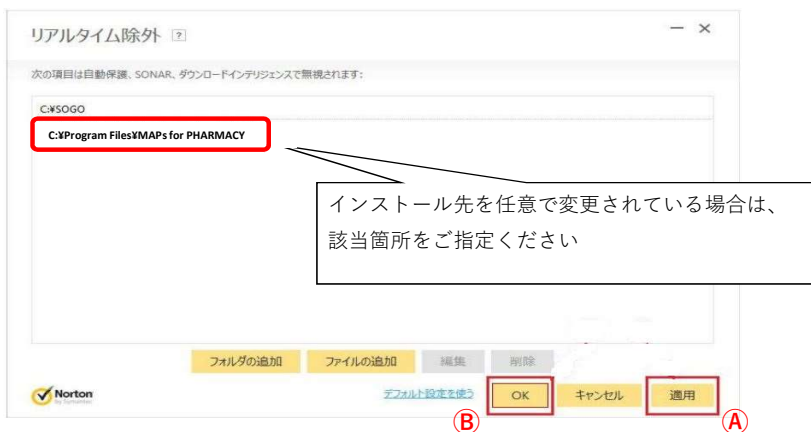 リアルタイム除外 ?
次の項目は自動保護、SONAR、ダウンロードインテリジェンスで無視されます:
C:¥SOGO
C:¥Program Files¥MAPs for PHARMACY
インストール先を任意で変更されている場合は、
該当箇所をご指定ください
フォルダの追加 ファイルの追加 編集 削除
Norton
by Symantec
デフォルト設定を使う OK キャンセル 適用
Ⓑ Ⓐ